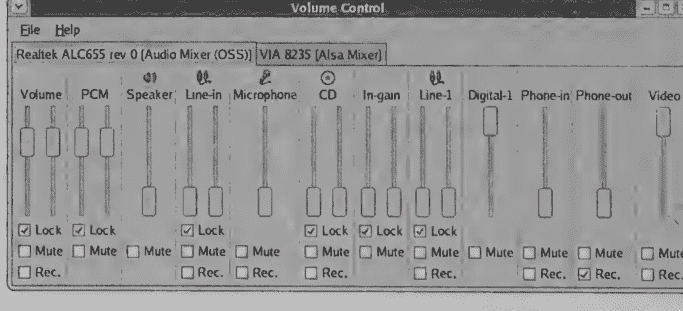 Volume Control
File Help
Realtek ALC655 rev 0 [Audio Mixer (OSS)] VIA 8235 [Alsa Mixer]
Volume PCM Speaker Line-in Microphone CD In-gain Line-1 Digital-1 Phone-in Phone-out Video
Lock Lock Lock Lock Lock Lock
Mute Mute Mute Mute Mute Mute Mute Mute Mute Mute Mute Mute
Rec. Rec. Rec. Rec. Rec. Rec. Rec.